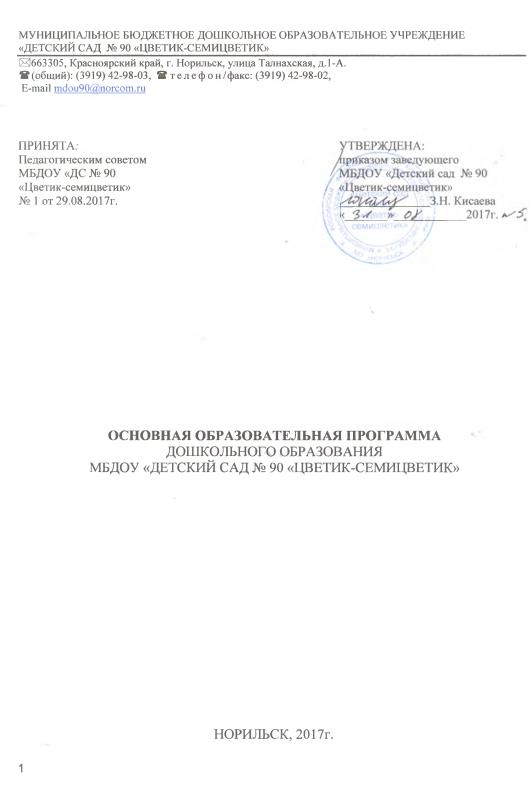 МУНИЦИПАЛЬНОЕ БЮДЖЕТНОЕ ДОШКОЛЬНОЕ ОБРАЗОВАТЕЛЬНОЕ УЧРЕЖДЕНИЕ
«ДЕТСКИЙ САД № 90 «ЦВЕТИК-СЕМИЦВЕТИК»
663305, Красноярский край, г. Норильск, улица Талнахская, д.1-А.
(общий): (3919) 42-98-03, телефон/факс: (3919) 42-98-02,
E-mail mdou90@norcom.ru
ПРИНЯТА:
Педагогическим советом
МБДОУ «ДС № 90
«Цветик-семицветик»
№ 1 от 29.08.2017г.
УТВЕРЖДЕНА:
приказом заведующего
МБДОУ «Детский сад № 90
«Цветик-семицветик»
З.Н. Кисаева
« 31 » 08 2017г. №5
СЕМИЦВЕТИК»
ОСНОВНАЯ ОБРАЗОВАТЕЛЬНАЯ ПРОГРАММА
ДОШКОЛЬНОГО ОБРАЗОВАНИЯ
МБДОУ «ДЕТСКИЙ САД № 90 «ЦВЕТИК-СЕМИЦВЕТИК»
НОРИЛЬСК, 2017г.
1